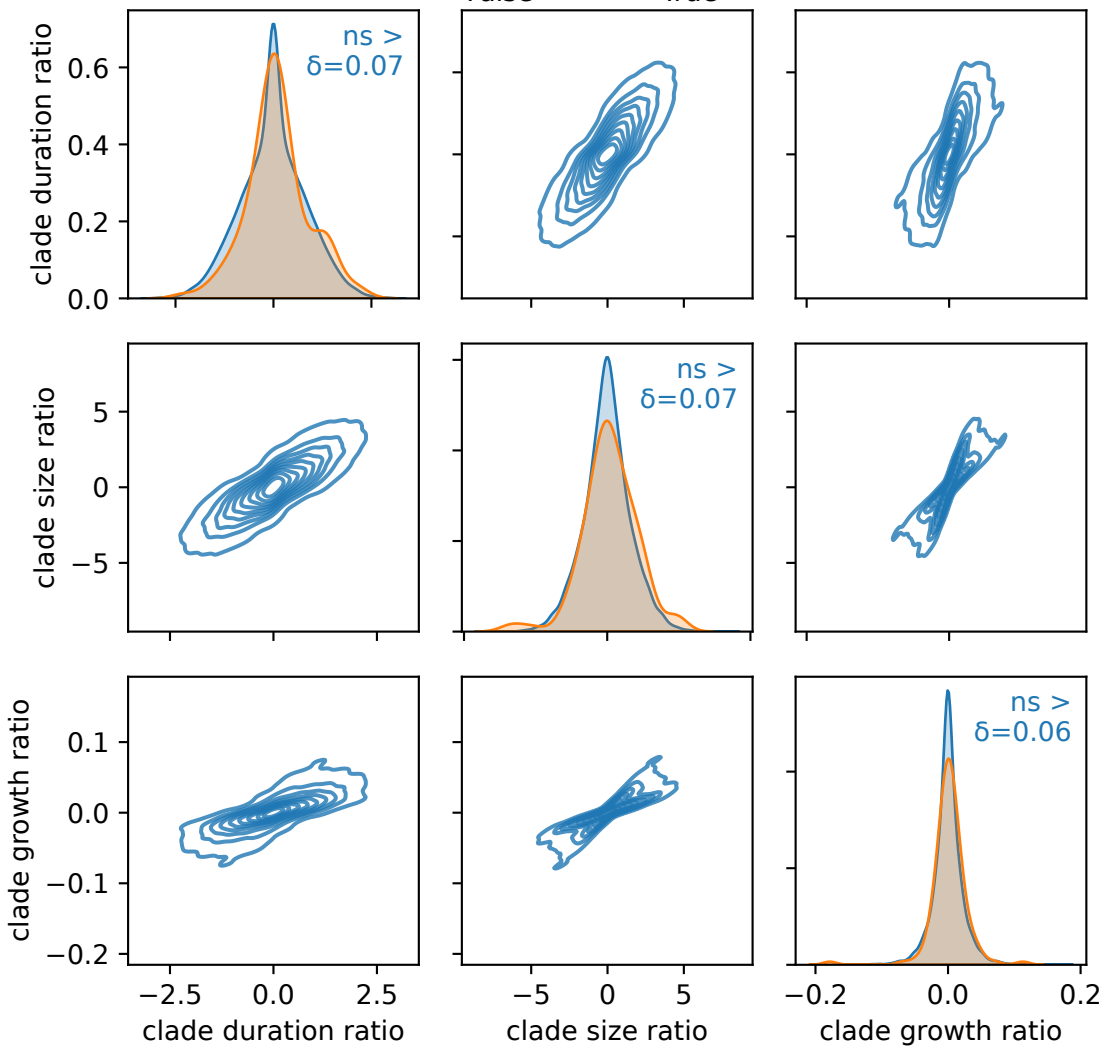 ns >
δ=0.07
clade duration ratio
0.6
0.4
0.2
0.0
ns >
δ=0.07
clade size ratio
5
0
−5
ns >
δ=0.06
clade growth ratio
0.1
0.0
−0.1
−0.2
−2.5 0.0 2.5 −5 0 5 −0.2 0.0 0.2
clade duration ratio clade size ratio clade growth ratio